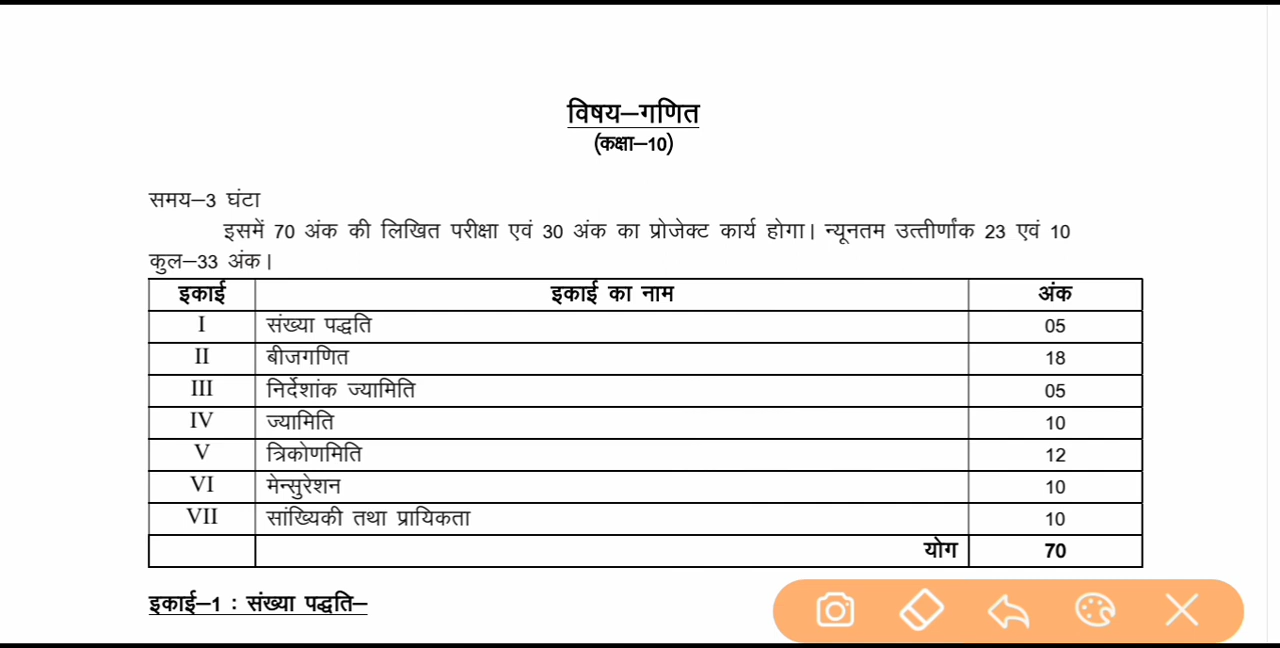 विषय–गणित
(कक्षा–10)
समय–3 घंटा
इसमें 70 अंक की लिखित परीक्षा एवं 30 अंक का प्रोजेक्ट कार्य होगा। न्यूनतम उत्तीर्णांक 23 एवं 10
कुल–33 अंक।
इकाई इकाई का नाम अंक
I संख्या पद्धति 05
II बीजगणित 18
III निर्देशांक ज्यामिति 05
IV ज्यामिति 10
V त्रिकोणमिति 12
VI मेन्सुरेशन 10
VII सांख्यिकी तथा प्रायिकता 10
योग 70
इकाई–1 : संख्या पद्धति–